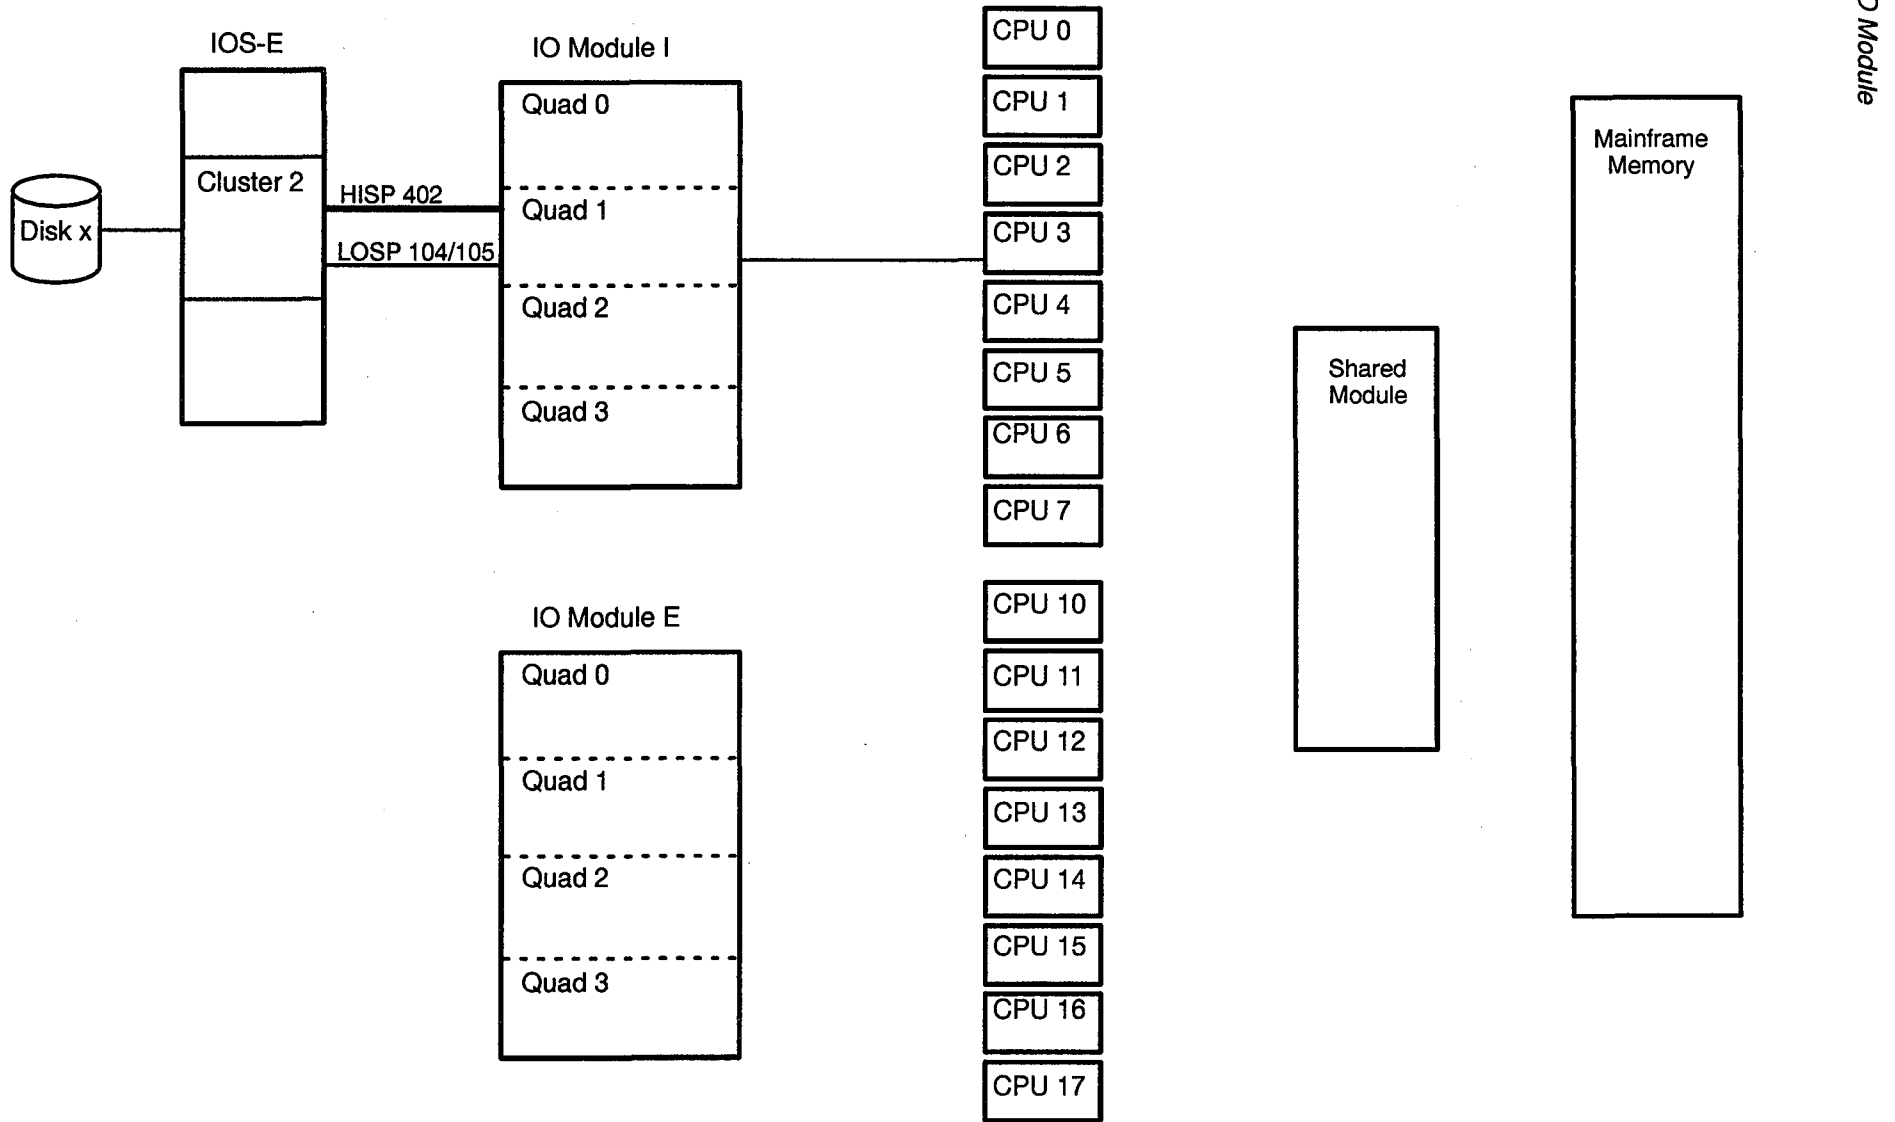 O Module
IOS-E
Cluster 2
Disk x
HISP 402
LOSP 104/105
IO Module I
Quad 0
Quad 1
Quad 2
Quad 3
IO Module E
Quad 0
Quad 1
Quad 2
Quad 3
CPU 0
CPU 1
CPU 2
CPU 3
CPU 4
CPU 5
CPU 6
CPU 7
CPU 10
CPU 11
CPU 12
CPU 13
CPU 14
CPU 15
CPU 16
CPU 17
Shared
Module
Mainframe
Memory